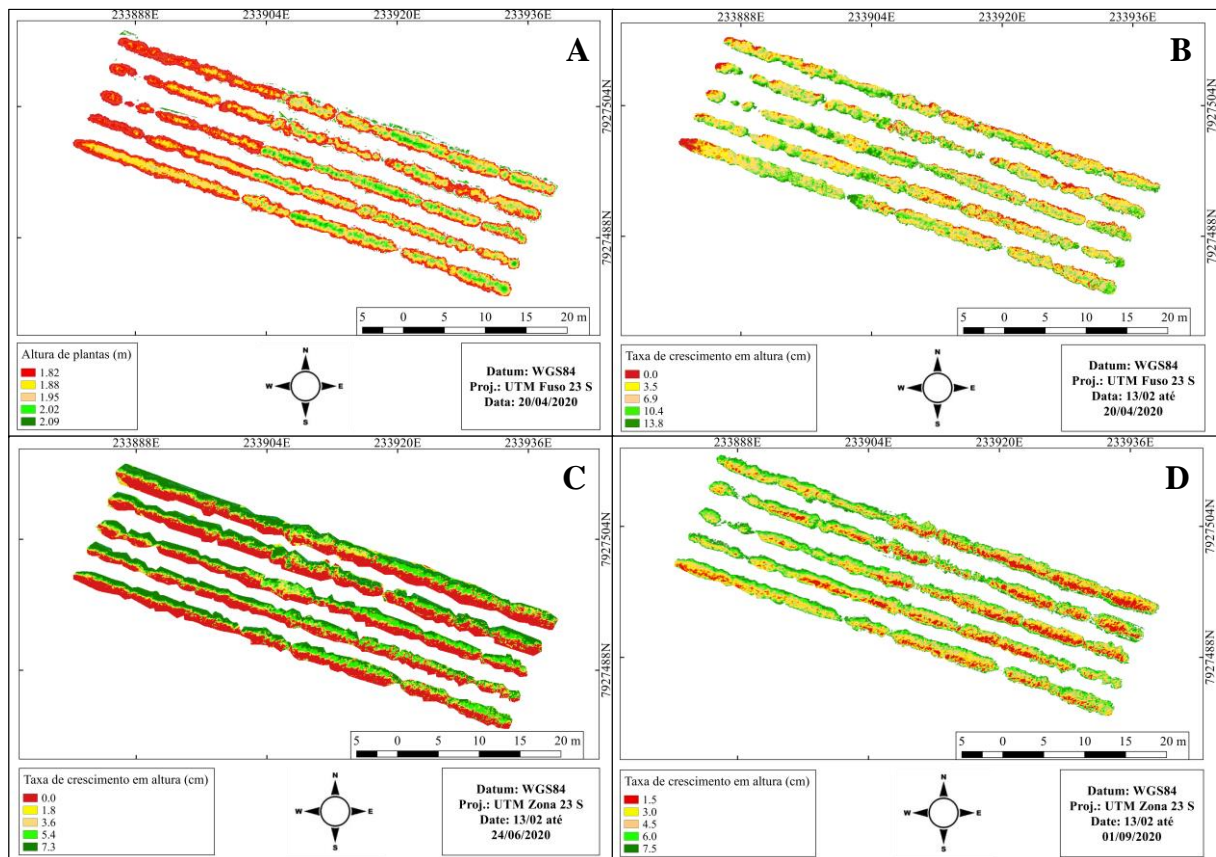 233888E 233904E 233920E 233936E
A
7927504N
7927488N
5 0 5 10 15 20 m
Altura de plantas (m)
1.82
1.88
1.95
2.02
2.09
N
W E
S
Datum: WGS84
Proj.: UTM Fuso 23 S
Data: 20/04/2020
233888E 233904E 233920E 233936E
B
7927504N
7927488N
5 0 5 10 15 20 m
Taxa de crescimento em altura (cm)
0.0
3.5
6.9
10.4
13.8
N
W E
S
Datum: WGS84
Proj.: UTM Fuso 23 S
Data: 13/02 até
20/04/2020
233888E 233904E 233920E 233936E
C
7927504N
7927488N
5 0 5 10 15 20 m
Taxa de crescimento em altura (cm)
0.0
1.8
3.6
5.4
7.3
N
W E
S
Datum: WGS84
Proj.: UTM Zona 23 S
Date: 13/02 até
24/06/2020
233888E 233904E 233920E 233936E
D
7927504N
7927488N
5 0 5 10 15 20 m
Taxa de crescimento em altura (cm)
1.5
3.0
4.5
6.0
7.5
N
W E
S
Datum: WGS84
Proj.: UTM Zona 23 S
Date: 13/02 até
01/09/2020